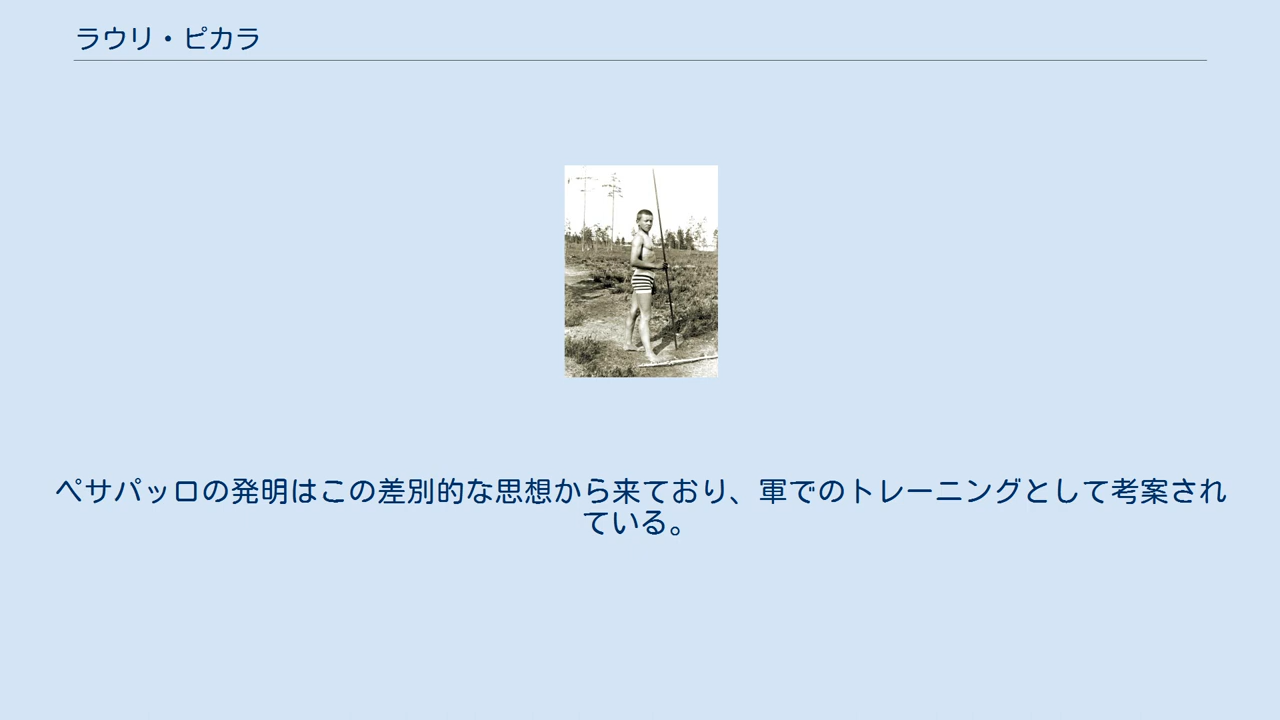 ラウリ・ピカラ
ペサパッロの発明はこの差別的な思想から来ており、軍でのトレーニングとして考案され
ている。